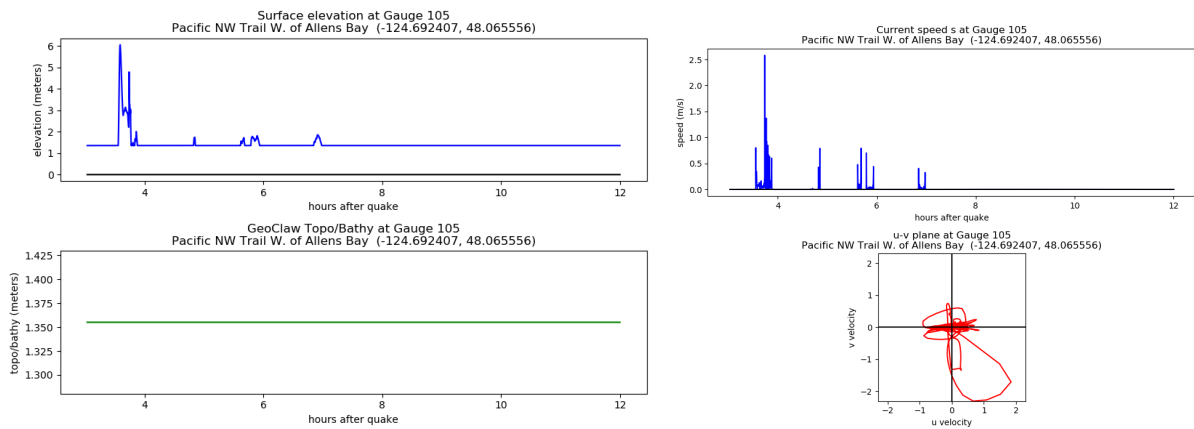 Surface elevation at Gauge 105
Pacific NW Trail W. of Allens Bay (-124.692407, 48.065556)
elevation (meters)
6
5
4
3
2
1
0
4 6 8 10 12
hours after quake
Current speed s at Gauge 105
Pacific NW Trail W. of Allens Bay (-124.692407, 48.065556)
speed (m/s)
2.5
2.0
1.5
1.0
0.5
0.0
4 6 8 10 12
hours after quake
GeoClaw Topo/Bathy at Gauge 105
Pacific NW Trail W. of Allens Bay (-124.692407, 48.065556)
topo/bathy (meters)
1.425
1.400
1.375
1.350
1.325
1.300
4 6 8 10 12
hours after quake
u-v plane at Gauge 105
Pacific NW Trail W. of Allens Bay (-124.692407, 48.065556)
v velocity
2
1
0
−1
−2
−2 −1 0 1 2
u velocity